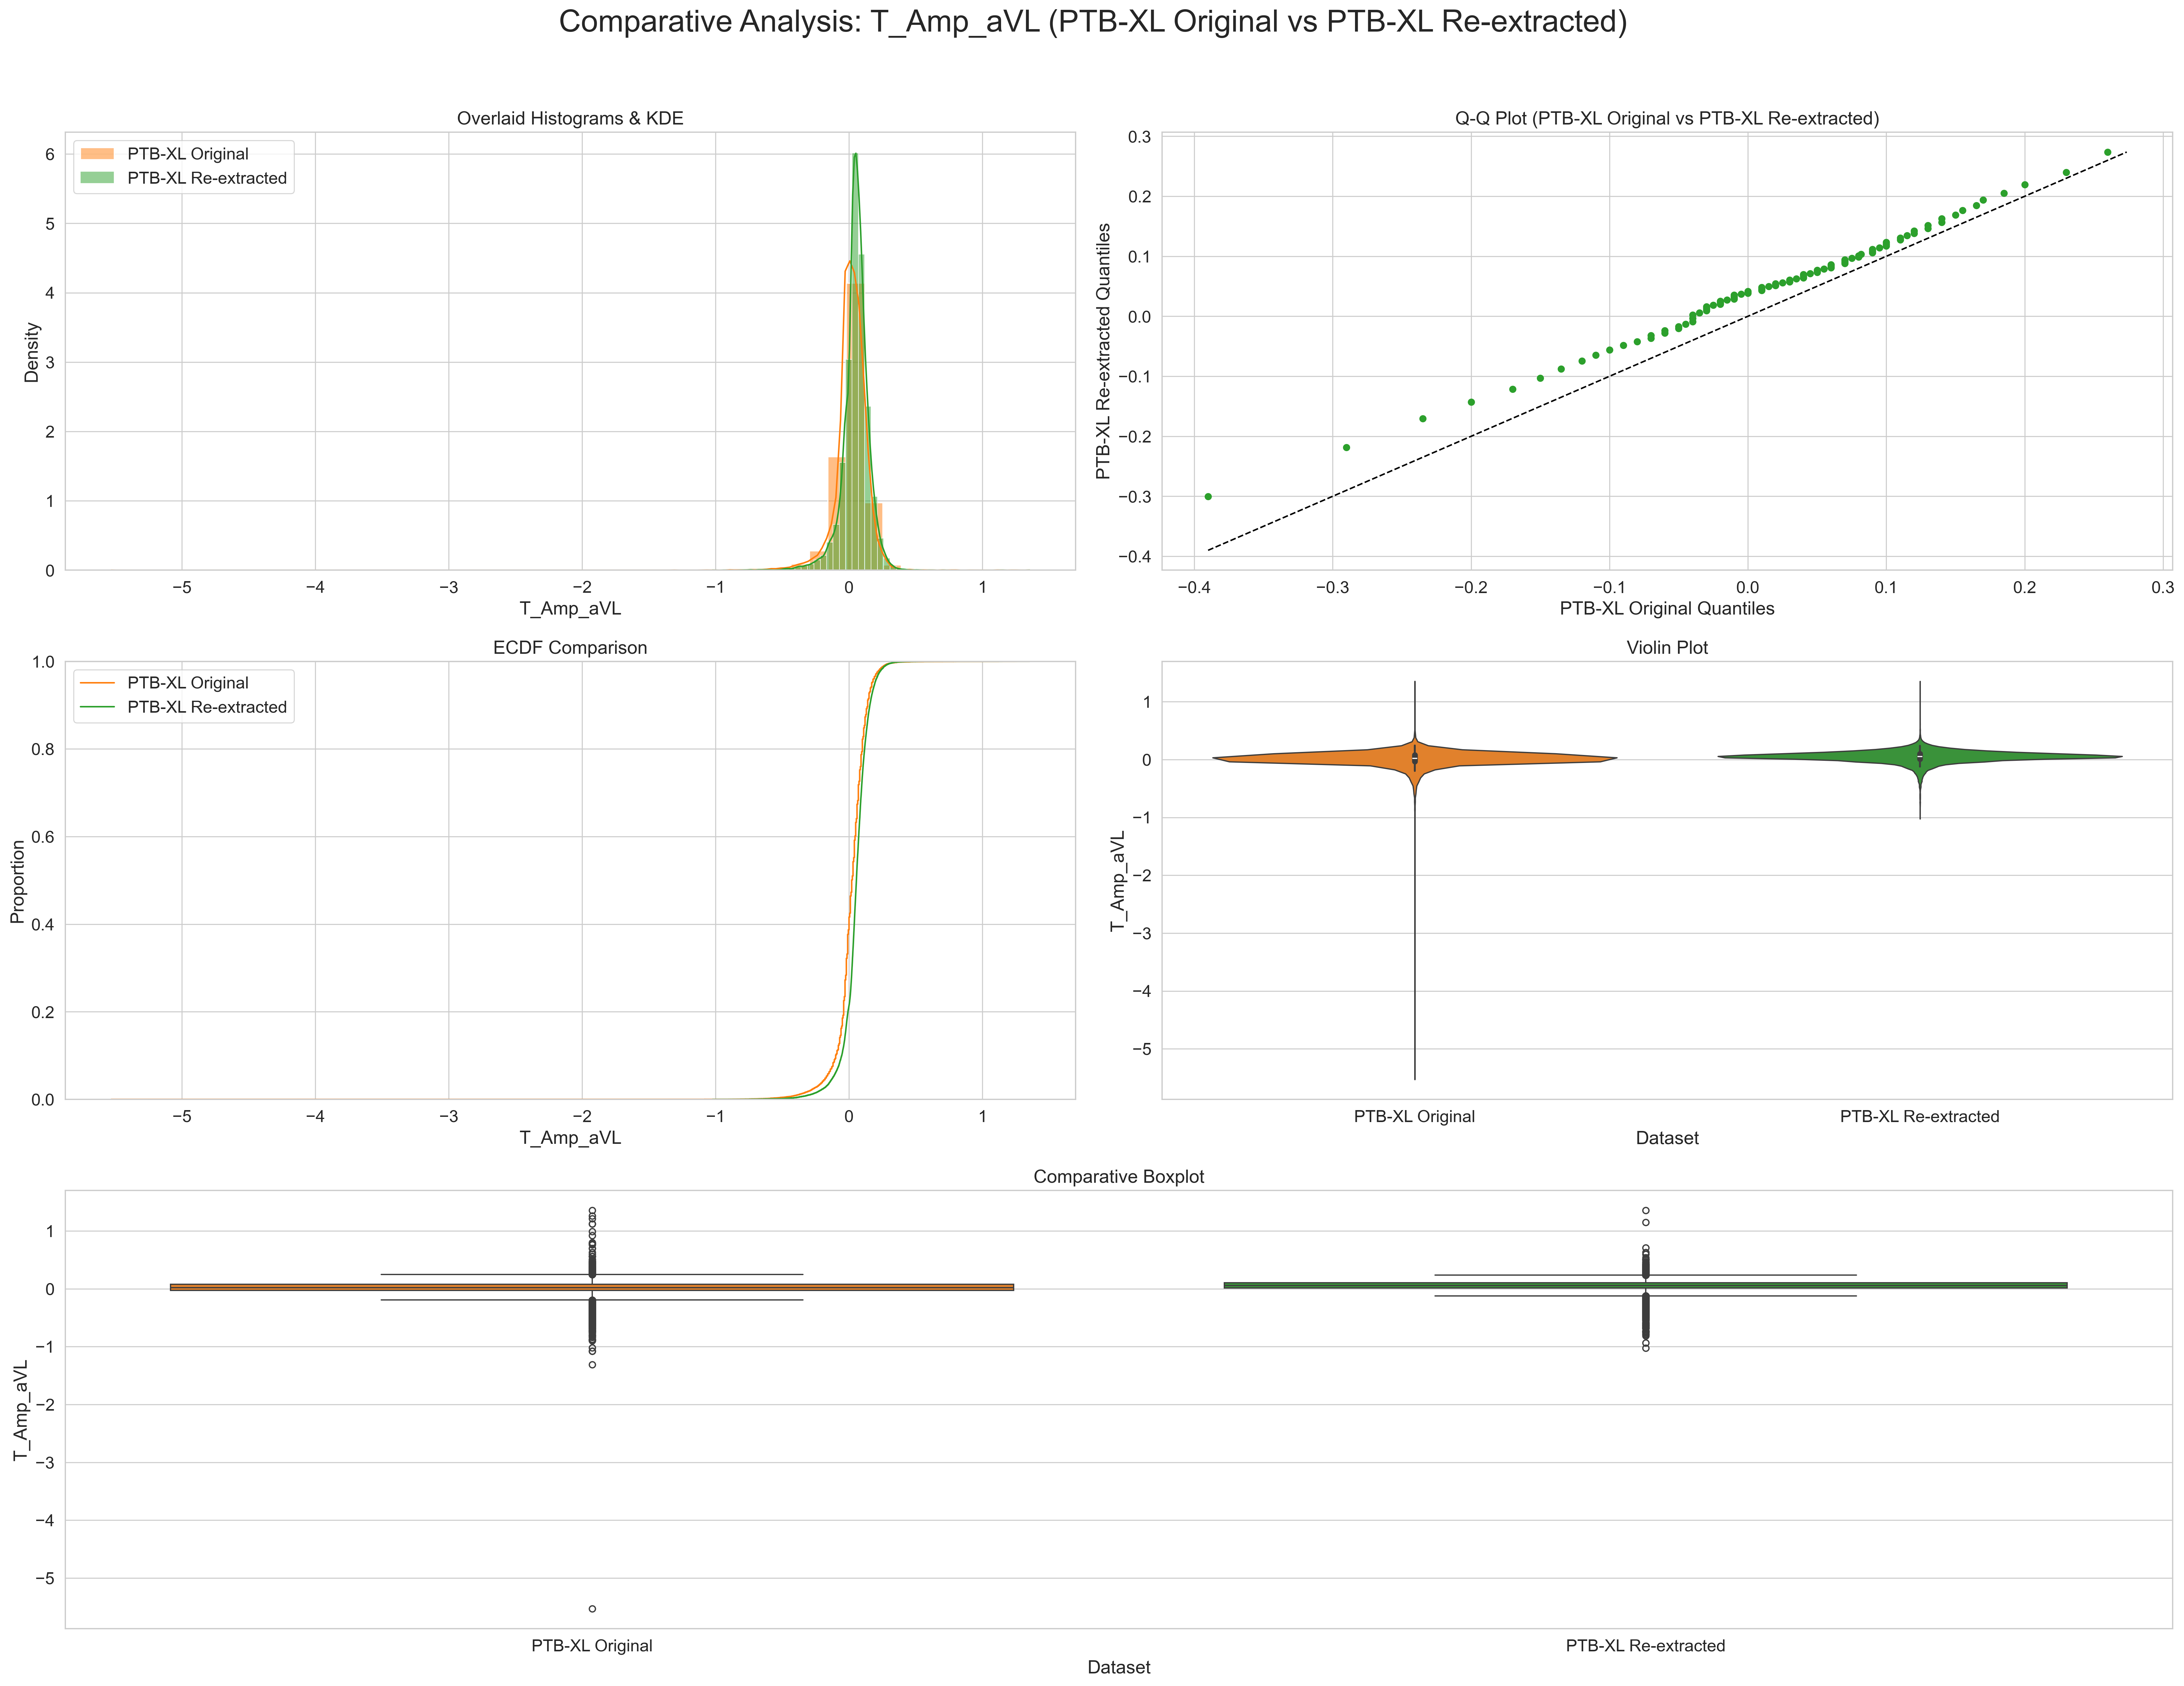 Comparative Analysis: T_Amp_aVL (PTB-XL Original vs PTB-XL Re-extracted)
Overlaid Histograms & KDE
PTB-XL Original
PTB-XL Re-extracted
Density
6
5
4
3
2
1
0
−5
−4
−3
−2
−1
0
1
T_Amp_aVL
Q-Q Plot (PTB-XL Original vs PTB-XL Re-extracted)
PTB-XL Re-extracted Quantiles
0.3
0.2
0.1
0.0
−0.1
−0.2
−0.3
−0.4
−0.4
−0.3
−0.2
−0.1
0.0
0.1
0.2
0.3
PTB-XL Original Quantiles
ECDF Comparison
PTB-XL Original
PTB-XL Re-extracted
Proportion
1.0
0.8
0.6
0.4
0.2
0.0
−5
−4
−3
−2
−1
0
1
T_Amp_aVL
Violin Plot
T_Amp_aVL
1
0
−1
−2
−3
−4
−5
PTB-XL Original
PTB-XL Re-extracted
Dataset
Comparative Boxplot
T_Amp_aVL
1
0
−1
−2
−3
−4
−5
PTB-XL Original
PTB-XL Re-extracted
Dataset